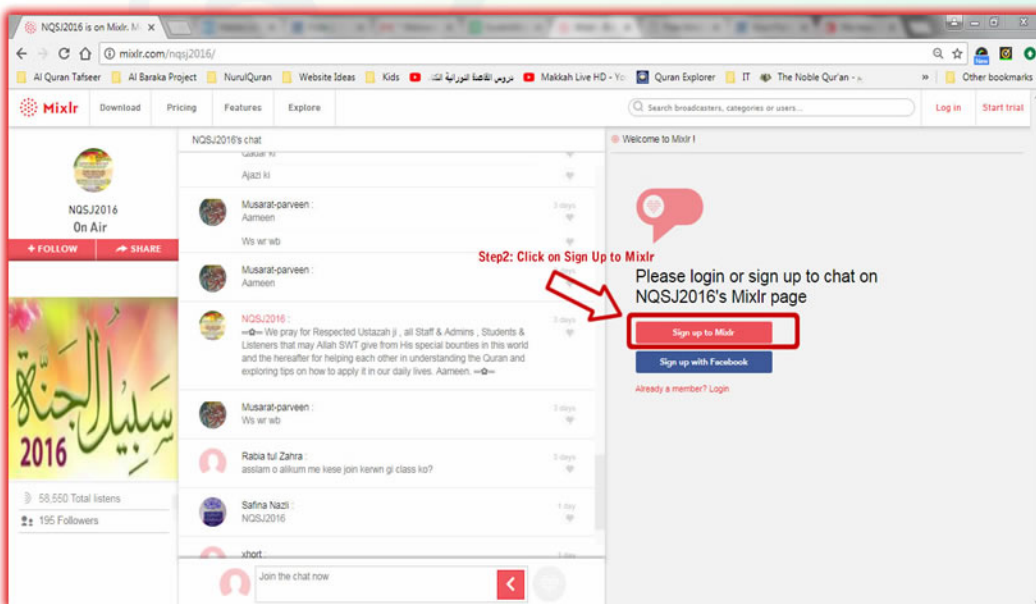 NQSJ2016 is on Mixlr. M
mixlr.com/nqsj2016/
Al Quran Tafseer
Al Baraka Project
NurulQuran
Website Ideas
Kids
Makkah Live HD - Yo
Quran Explorer
IT
The Noble Qur'an -
»
Other bookmarks
New
Mixlr
Download
Pricing
Features
Explore
Search broadcasters, categories or users...
Log in
Start trial
NQSJ2016
On Air
+ FOLLOW
SHARE
سبيل الجنة
2016
58,550 Total listens
195 Followers
NQSJ2016's chat
Ajazi ki
Musarat-parveen :
3 days
Aameen
Ws wr wb
Musarat-parveen :
days
Aameen
NQSJ2016 :
3 days
We pray for Respected Ustazah ji , all Staff & Admins , Students &
Listeners that may Allah SWT give from His special bounties in this world
and the hereafter for helping each other in understanding the Quran and
exploring tips on how to apply it in our daily lives. Aameen.
Musarat-parveen :
3 days
Ws wr wb
Rabia tul Zahra :
3 days
asslam o alikum me kese join kerwn gi class ko?
Safina Nazli :
1 day
NQSJ2016
xhort :
Join the chat now
Welcome to Mixlr !
Step2: Click on Sign Up to Mixlr
Please login or sign up to chat on
NQSJ2016's Mixlr page
Sign up to Mixlr
Sign up with Facebook
Already a member? Login